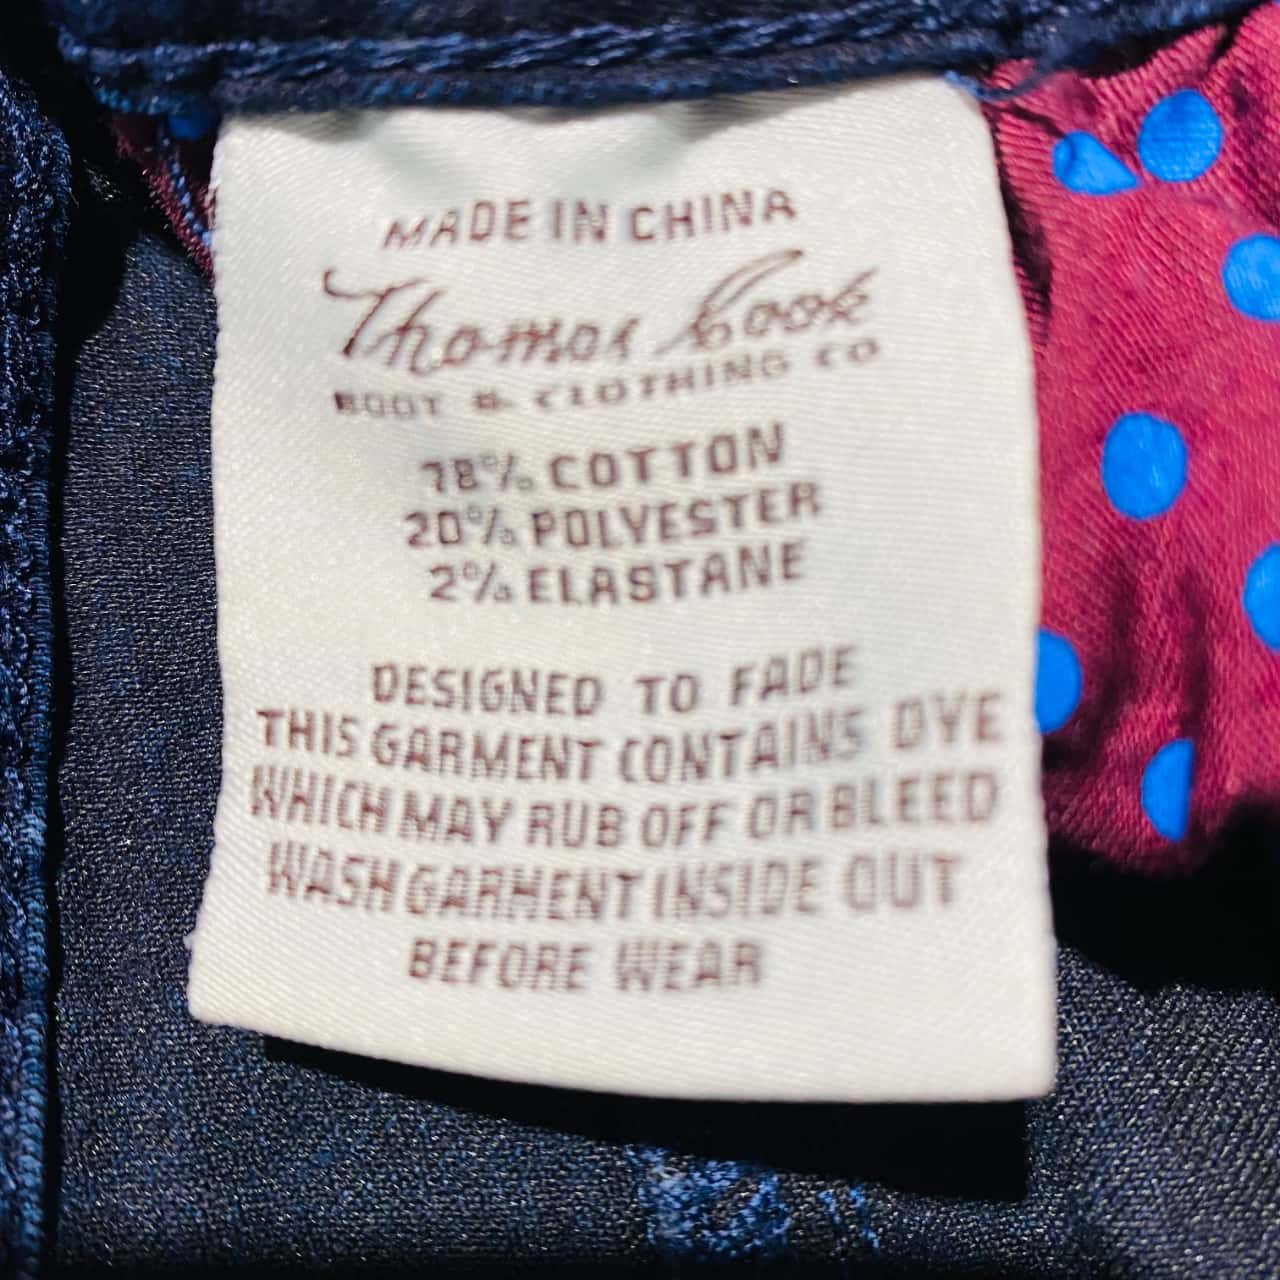 MADE IN CHINA
Thomas Cook
BOOT & CLOTHING CO
78% COTTON
20% POLYESTER
2% ELASTANE
DESIGNED TO FADE
THIS GARMENT CONTAINS DYE
WHICH MAY RUB OFF OR BLEED
WASH GARMENT INSIDE OUT
BEFORE WEAR